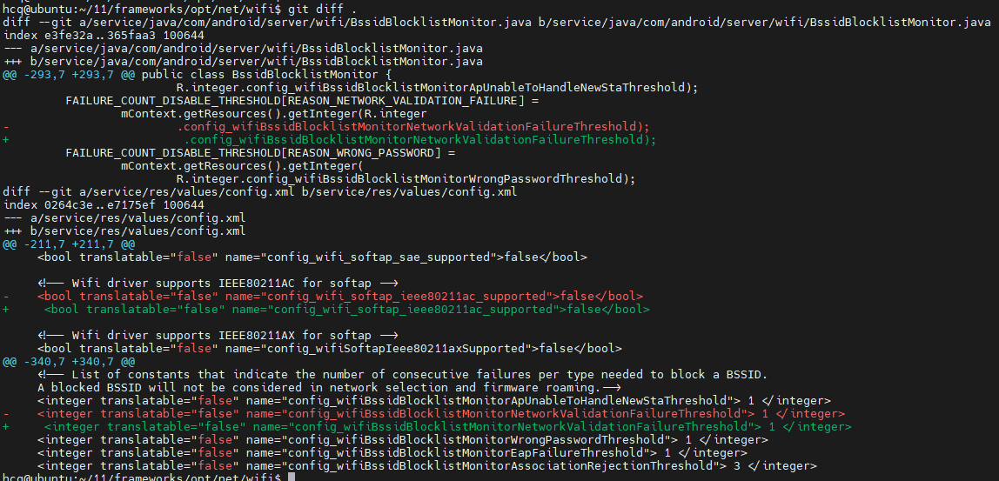 hcq@ubuntu:~/11/frameworks/opt/net/wifi$ git diff .
diff --git a/service/java/com/android/server/wifi/BssidBlocklistMonitor.java b/service/java/com/android/server/wifi/BssidBlocklistMonitor.java
index e3fe32a..365faa3 100644
--- a/service/java/com/android/server/wifi/BssidBlocklistMonitor.java
+++ b/service/java/com/android/server/wifi/BssidBlocklistMonitor.java
@@ -293,7 +293,7 @@ public class BssidBlocklistMonitor {
                         R.integer.config_wifiBssidBlocklistMonitorApUnableToHandleNewStaThreshold);
         FAILURE_COUNT_DISABLE_THRESHOLD[REASON_NETWORK_VALIDATION_FAILURE] =
                 mContext.getResources().getInteger(R.integer
-                        .config_wifiBssidBlocklistMonitorNetworkValidationFailureThreshold);
+                         .config_wifiBssidBlocklistMonitorNetworkValidationFailureThreshold);
         FAILURE_COUNT_DISABLE_THRESHOLD[REASON_WRONG_PASSWORD] =
                 mContext.getResources().getInteger(
                         R.integer.config_wifiBssidBlocklistMonitorWrongPasswordThreshold);
diff --git a/service/res/values/config.xml b/service/res/values/config.xml
index 0264c3e..e7175ef 100644
--- a/service/res/values/config.xml
+++ b/service/res/values/config.xml
@@ -211,7 +211,7 @@
     <bool translatable="false" name="config_wifi_softap_sae_supported">false</bool>
     <!-- Wifi driver supports IEEE80211AC for softap -->
-    <bool translatable="false" name="config_wifi_softap_ieee80211ac_supported">false</bool>
+     <bool translatable="false" name="config_wifi_softap_ieee80211ac_supported">false</bool>
     <!-- Wifi driver supports IEEE80211AX for softap -->
     <bool translatable="false" name="config_wifiSoftapIeee80211axSupported">false</bool>
@@ -340,7 +340,7 @@
     <!-- List of constants that indicate the number of consecutive failures per type needed to block a BSSID.
     A blocked BSSID will not be considered in network selection and firmware roaming.-->
     <integer translatable="false" name="config_wifiBssidBlocklistMonitorApUnableToHandleNewStaThreshold"> 1 </integer>
-    <integer translatable="false" name="config_wifiBssidBlocklistMonitorNetworkValidationFailureThreshold"> 1 </integer>
+     <integer translatable="false" name="config_wifiBssidBlocklistMonitorNetworkValidationFailureThreshold"> 1 </integer>
     <integer translatable="false" name="config_wifiBssidBlocklistMonitorWrongPasswordThreshold"> 1 </integer>
     <integer translatable="false" name="config_wifiBssidBlocklistMonitorEapFailureThreshold"> 1 </integer>
     <integer translatable="false" name="config_wifiBssidBlocklistMonitorAssociationRejectionThreshold"> 3 </integer>
hcq@ubuntu:~/11/frameworks/opt/net/wifi$